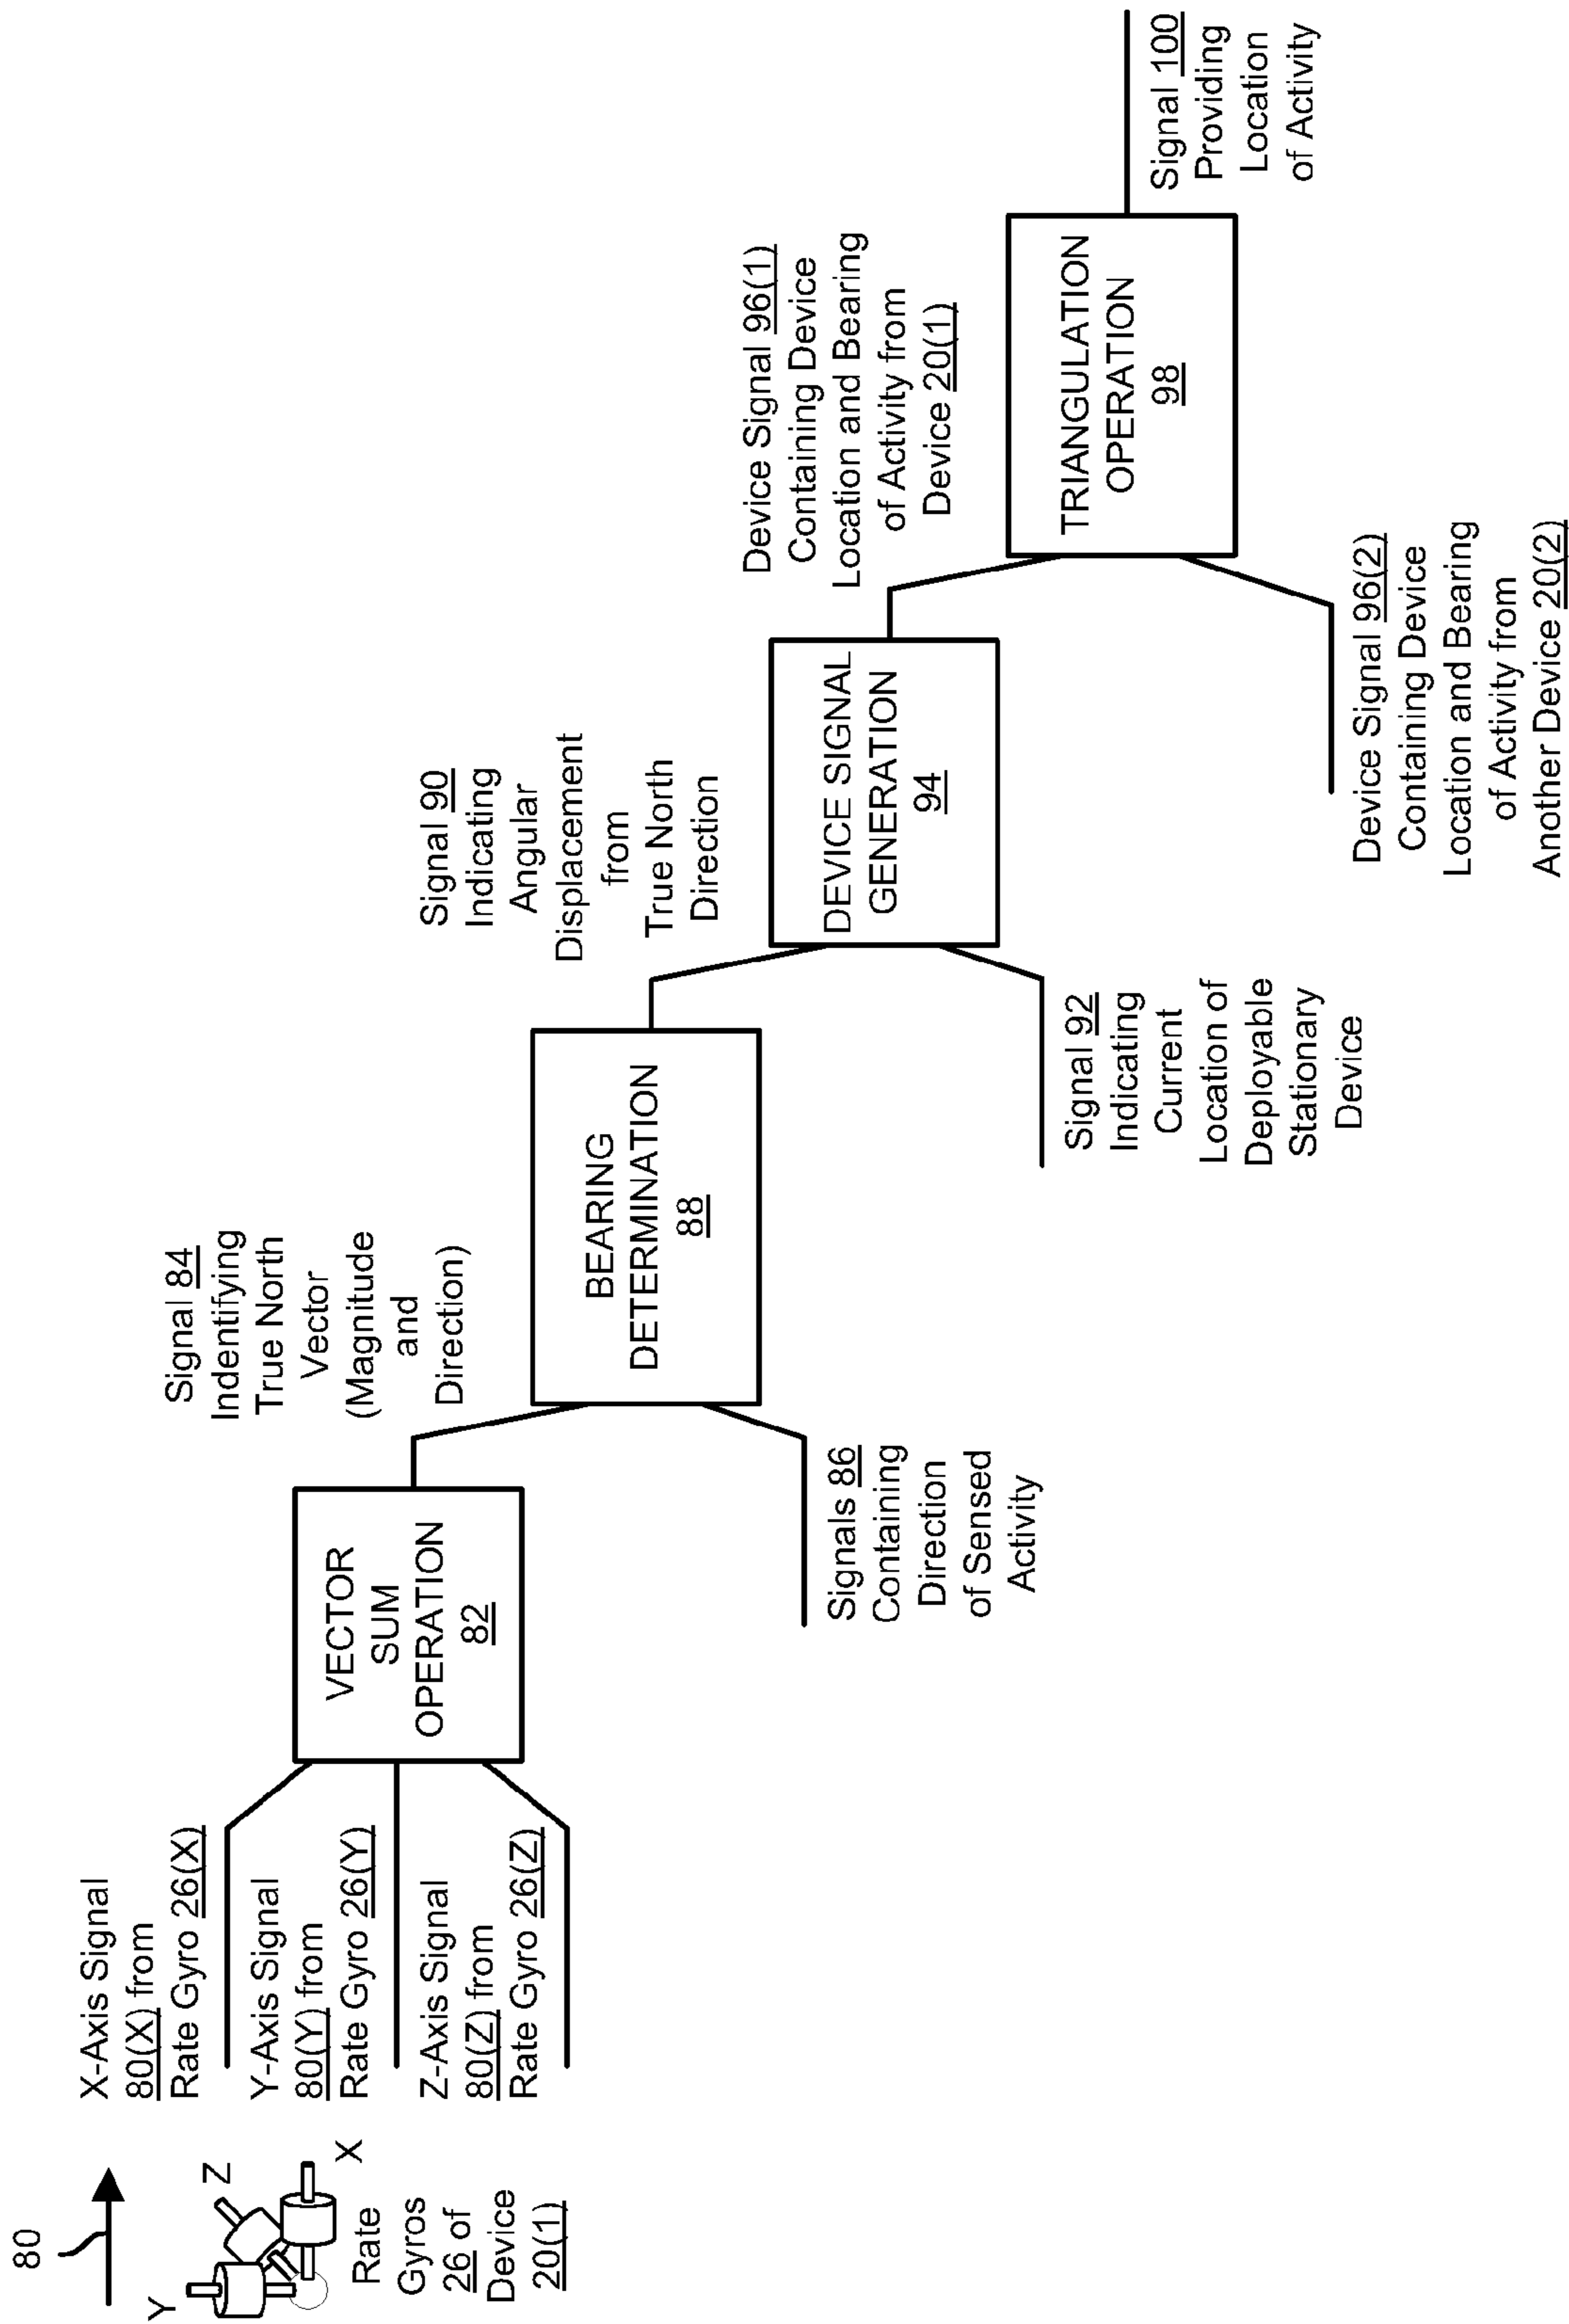 80
Y
Z
X
Rate
Gyros
26 of
Device
20(1)
X-Axis Signal
80(X) from
Rate Gyro 26(X)
Y-Axis Signal
80(Y) from
Rate Gyro 26(Y)
Z-Axis Signal
80(Z) from
Rate Gyro 26(Z)
VECTOR
SUM
OPERATION
82
Signal 84
Indentifying
True North
Vector
(Magnitude
and
Direction)
Signals 86
Containing
Direction
of Sensed
Activity
BEARING
DETERMINATION
88
Signal 90
Indicating
Angular
Displacement
from
True North
Direction
Signal 92
Indicating
Current
Location of
Deployable
Stationary
Device
DEVICE SIGNAL
GENERATION
94
Device Signal 96(1)
Containing Device
Location and Bearing
of Activity from
Device 20(1)
Device Signal 96(2)
Containing Device
Location and Bearing
of Activity from
Another Device 20(2)
TRIANGULATION
OPERATION
98
Signal 100
Providing
Location
of Activity